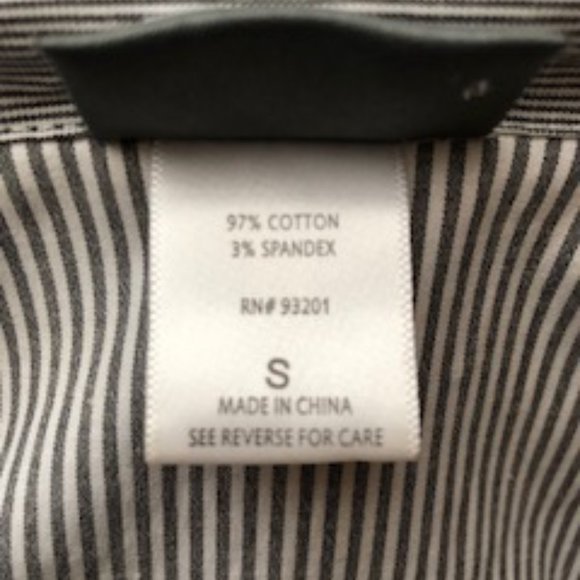 97% COTTON
3% SPANDEX
RN# 93201
S
MADE IN CHINA
SEE REVERSE FOR CARE